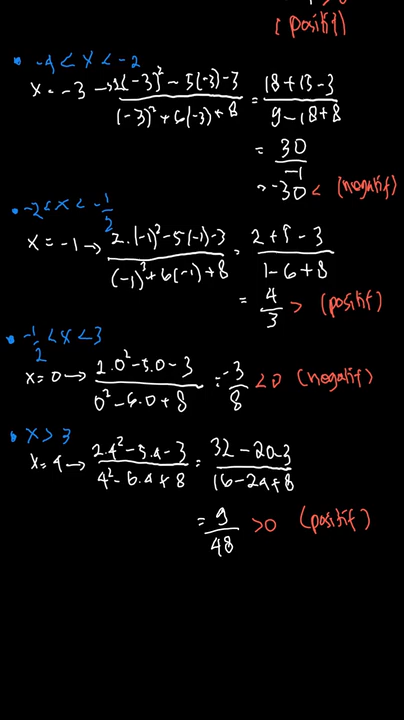 (positif)
• -4 < x < -2
x = -3 → 2(-3)² - 5(-3) - 3 / (-3)² + 6(-3) + 8 = 18 + 15 - 3 / 9 - 18 + 8
= 30 / -1
= -30 < (negatif)
• -2 < x < -1/2
x = -1 → 2.(-1)² - 5(-1) - 3 / (-1)² + 6(-1) + 8 = 2 + 5 - 3 / 1 - 6 + 8
= 4/3 > (positif)
• -1/2 < x < 3
x = 0 → 2.0² - 5.0 - 3 / 0² - 6.0 + 8 = -3/8 < 0 (negatif)
• x > 3
x = 4 → 2.4² - 5.4 - 3 / 4² - 6.4 + 8 = 32 - 20 - 3 / 16 - 24 + 8
= 9/48 > 0 (positif)